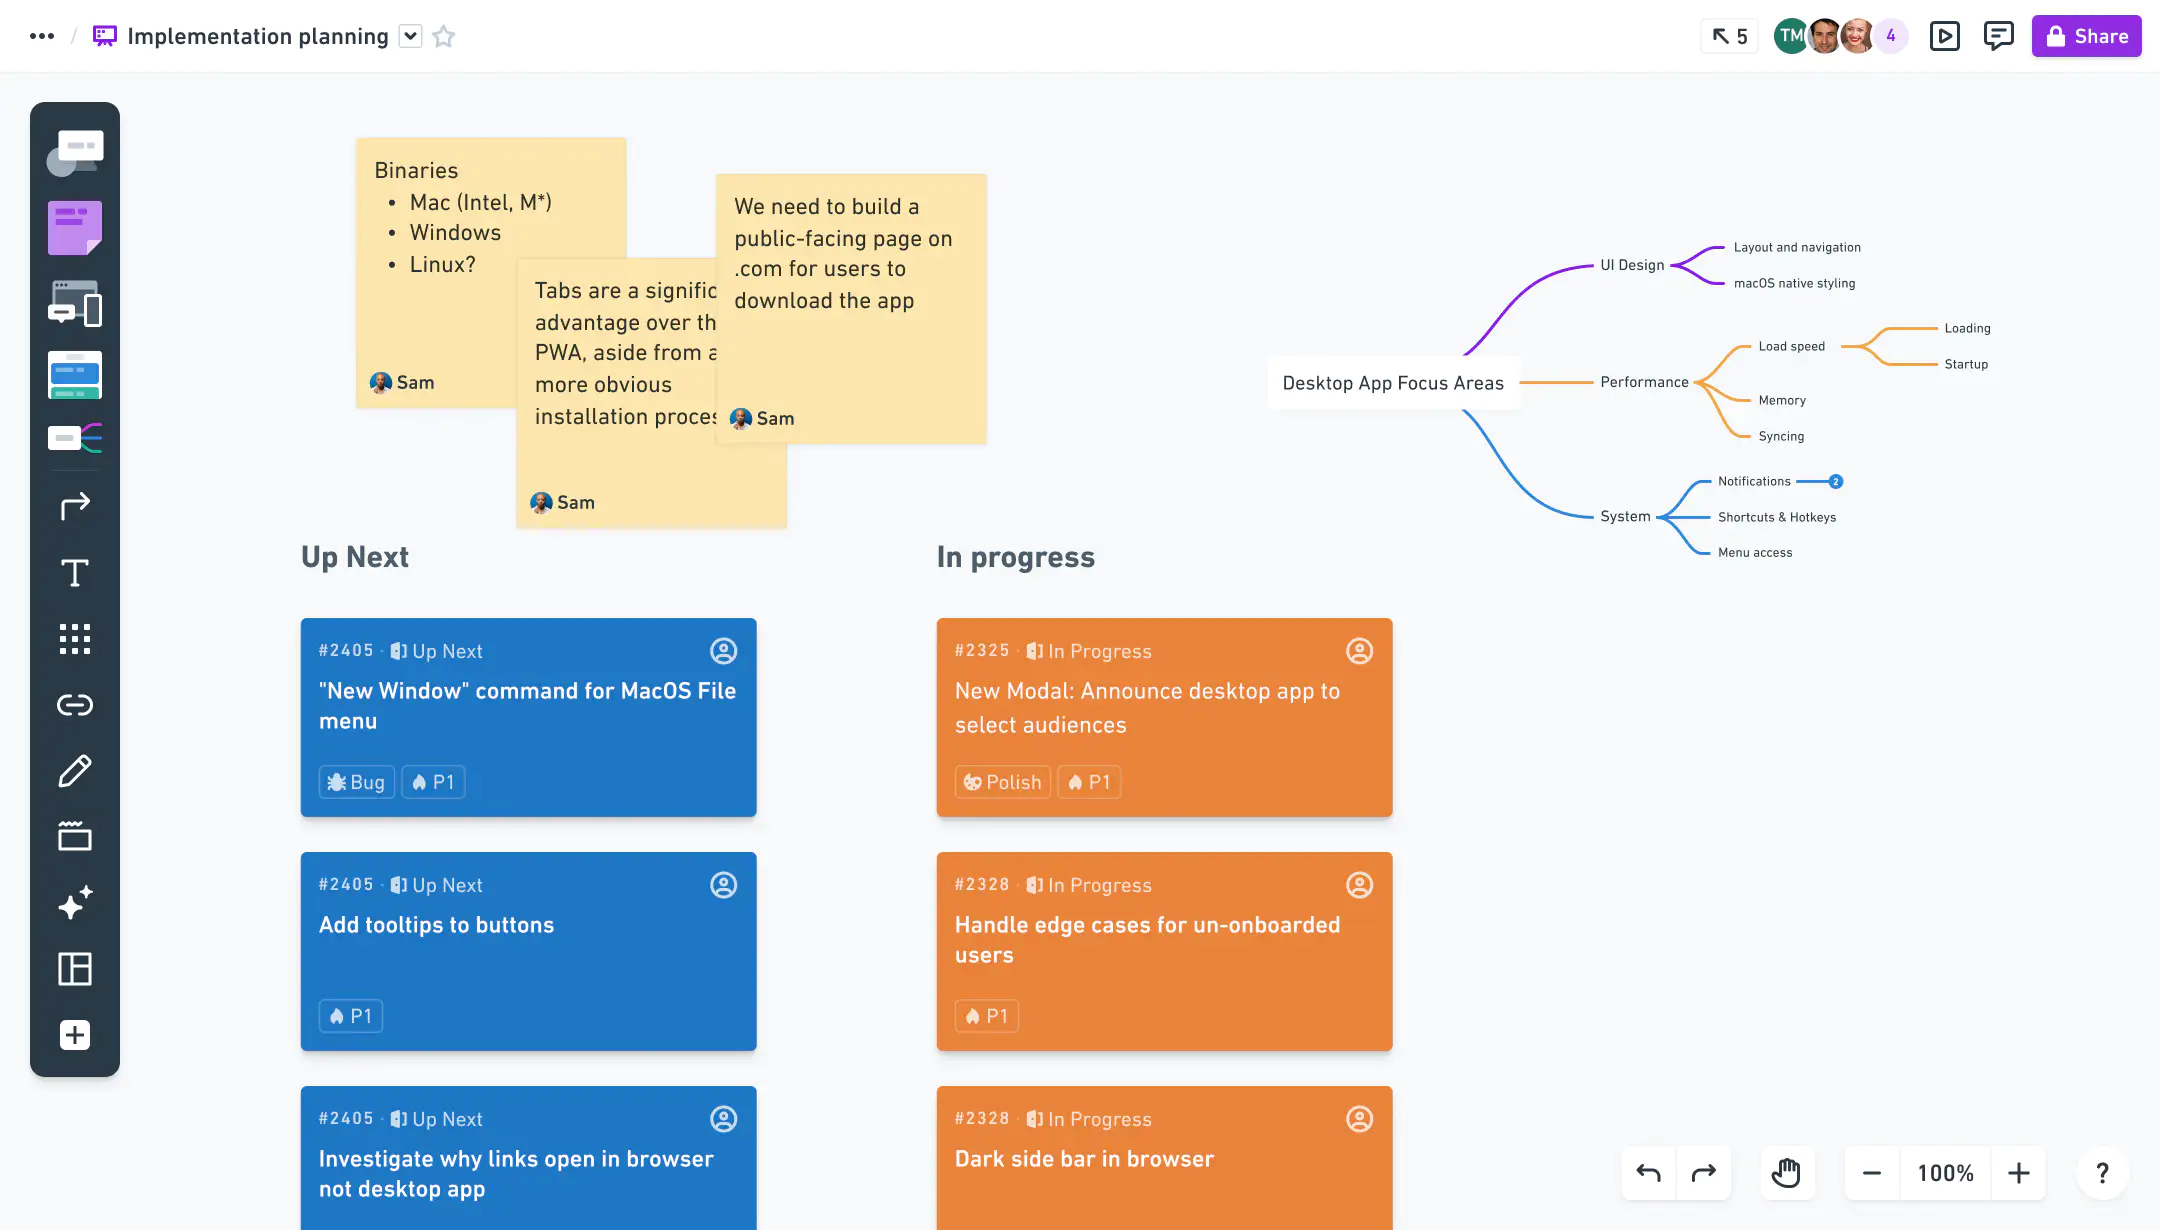 Implementation planning
5
TM
4
Share
Binaries
• Mac (Intel, M*)
• Windows
• Linux?
Sam
Tabs are a
advantage over
PWA, aside from
more obvious
installation
Sam
We need to build a
public-facing page on
.com for users to
download the app
Sam
Desktop App Focus Areas
UI Design
Layout and navigation
macOS native styling
Performance
Load speed
Loading
Startup
Memory
Syncing
System
Notifications
2
Shortcuts & Hotkeys
Menu access
Up Next
#2405 · Up Next
"New Window" command for MacOS File
menu
Bug P1
#2405 · Up Next
Add tooltips to buttons
P1
#2405 · Up Next
Investigate why links open in browser
not desktop app
In progress
#2325 · In Progress
New Modal: Announce desktop app to
select audiences
Polish P1
#2328 · In Progress
Handle edge cases for un-onboarded
users
P1
#2328 · In Progress
Dark side bar in browser
100%
?